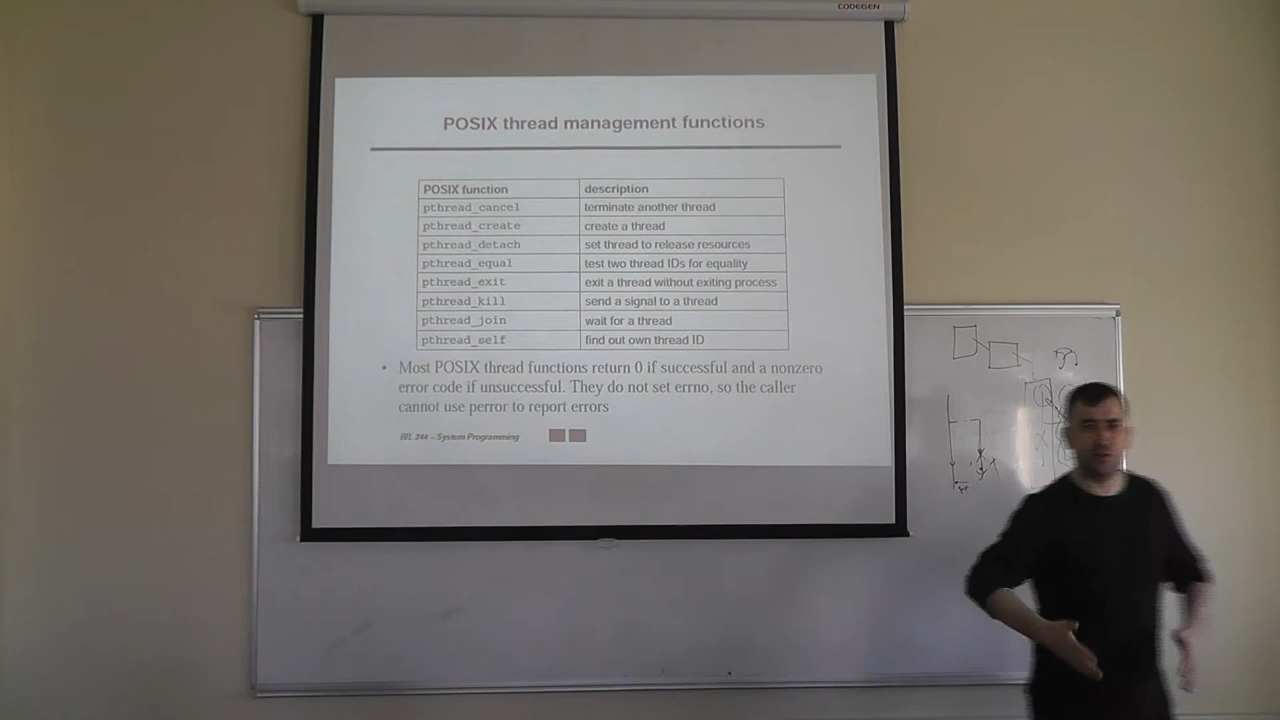 CODEGEN
POSIX thread management functions
POSIX function description
pthread_cancel terminate another thread
pthread_create create a thread
pthread_detach set thread to release resources
pthread_equal test two thread IDs for equality
pthread_exit exit a thread without exiting process
pthread_kill send a signal to a thread
pthread_join wait for a thread
pthread_self find out own thread ID
• Most POSIX thread functions return 0 if successful and a nonzero
error code if unsuccessful. They do not set errno, so the caller
cannot use perror to report errors
BIL 244 – System Programming